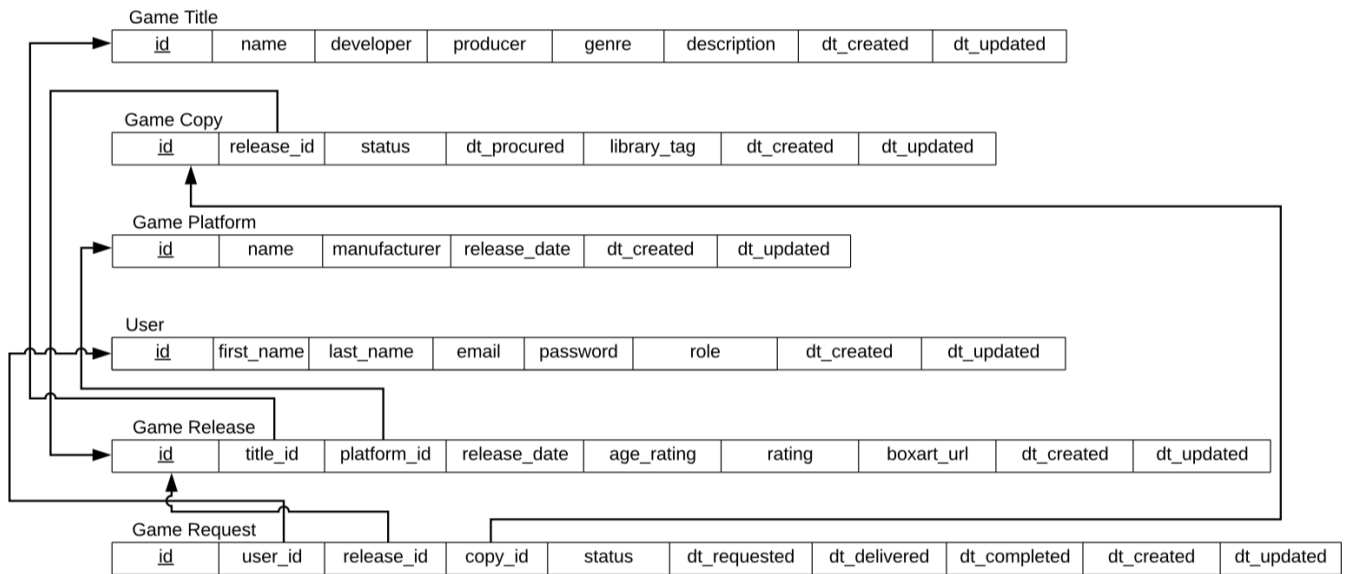 Game Title
id name developer producer genre description dt_created dt_updated
Game Copy
id release_id status dt_procured library_tag dt_created dt_updated
Game Platform
id name manufacturer release_date dt_created dt_updated
User
id first_name last_name email password role dt_created dt_updated
Game Release
id title_id platform_id release_date age_rating rating boxart_url dt_created dt_updated
Game Request
id user_id release_id copy_id status dt_requested dt_delivered dt_completed dt_created dt_updated